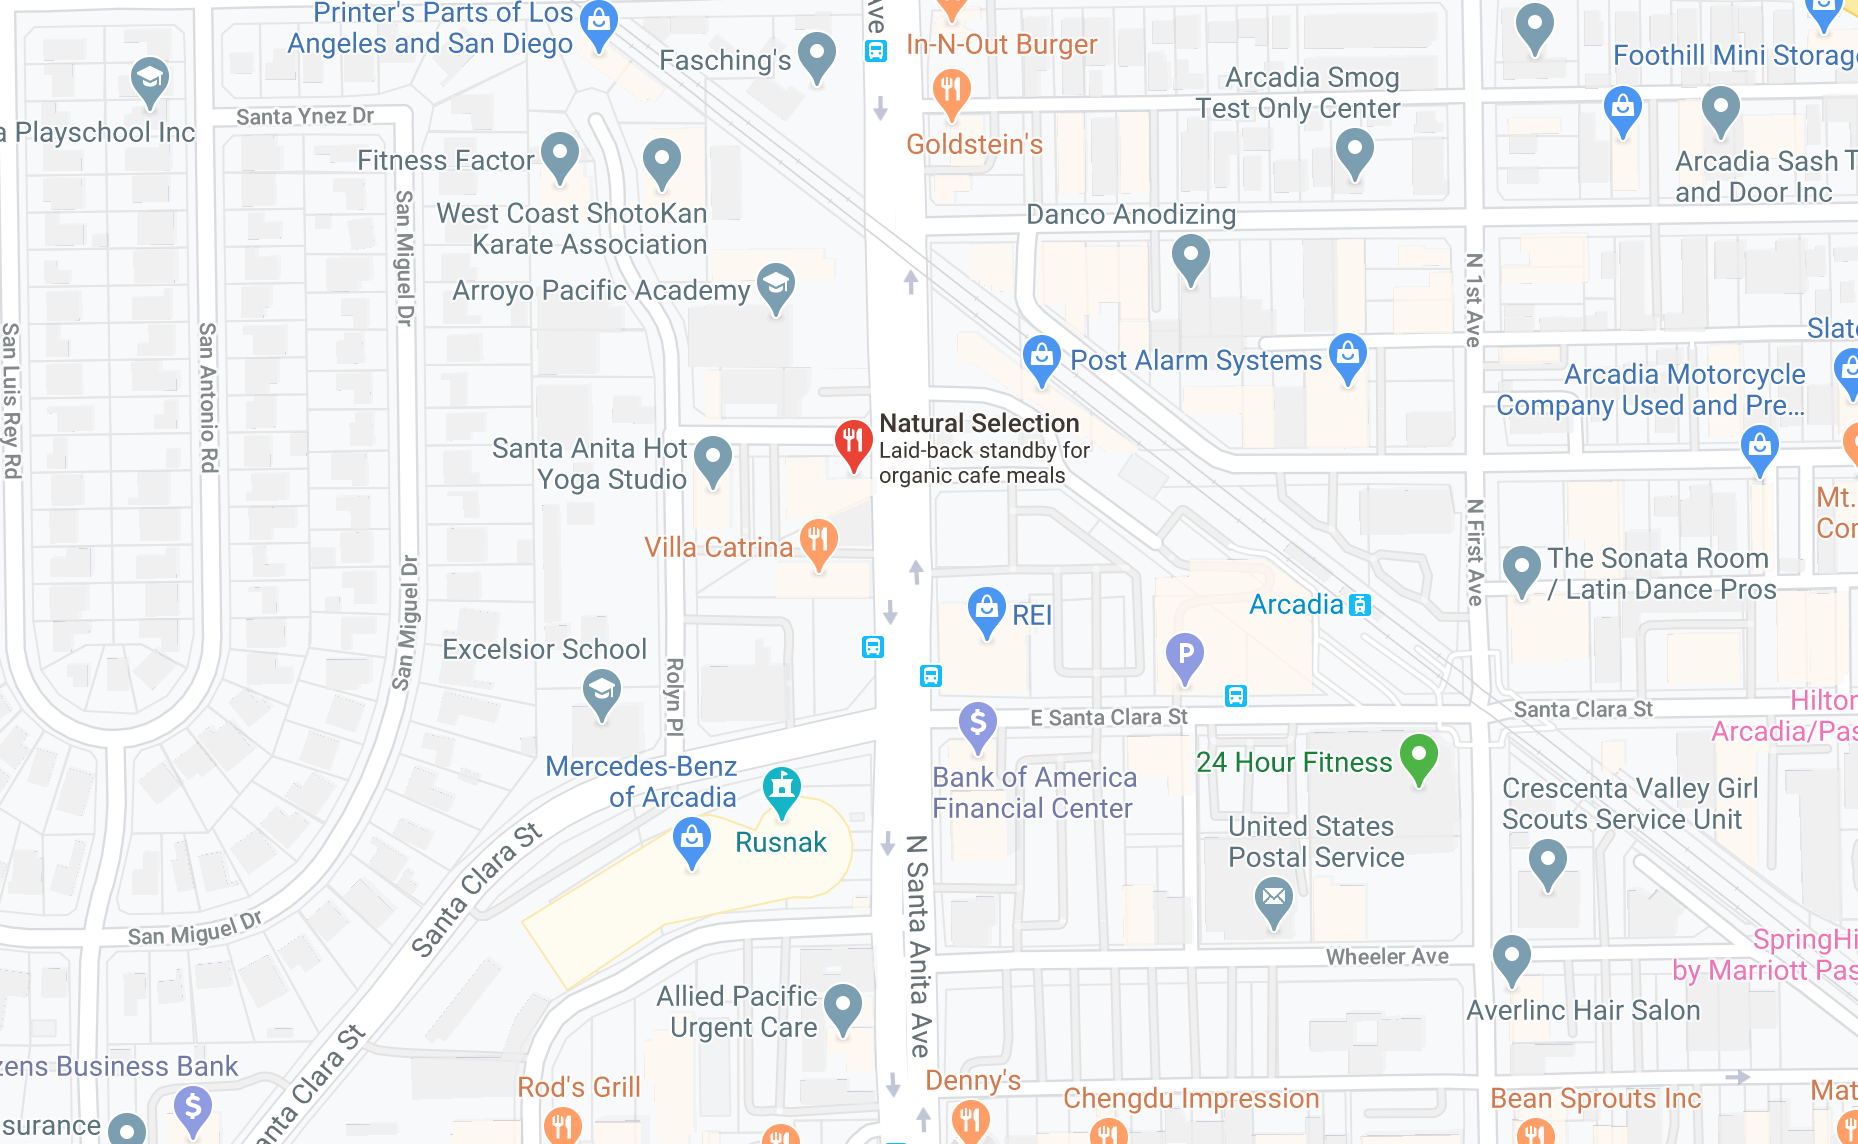 Printer's Parts of Los
Angeles and San Diego
Fasching's
Ave
In-N-Out Burger
Arcadia Smog
Test Only Center
Foothill Mini Storage
a Playschool Inc
Santa Ynez Dr
Goldstein's
Fitness Factor
Arcadia Sash T
and Door Inc
West Coast ShotoKan
Karate Association
San Miguel Dr
Danco Anodizing
Arroyo Pacific Academy
N 1st Ave
San Luis Rey Rd
San Antonio Rd
Post Alarm Systems
Slat
Arcadia Motorcycle
Company Used and Pre...
Natural Selection
Laid-back standby for
organic cafe meals
Santa Anita Hot
Yoga Studio
Mt.
Cor
N First Ave
Villa Catrina
San Miguel Dr
The Sonata Room
/ Latin Dance Pros
Arcadia
REI
Excelsior School
Rolyn Pl
P
E Santa Clara St
Santa Clara St
Hilton
Arcadia/Pas
$
Mercedes-Benz
of Arcadia
Bank of America
Financial Center
24 Hour Fitness
Crescenta Valley Girl
Scouts Service Unit
Rusnak
United States
Postal Service
Santa Clara St
San Miguel Dr
N Santa Anita Ave
Wheeler Ave
SpringHi
by Marriott Pas
Allied Pacific
Urgent Care
Averlinc Hair Salon
zens Business Bank
$
anta Clara St
Rod's Grill
Denny's
Chengdu Impression
Bean Sprouts Inc
Mat
surance